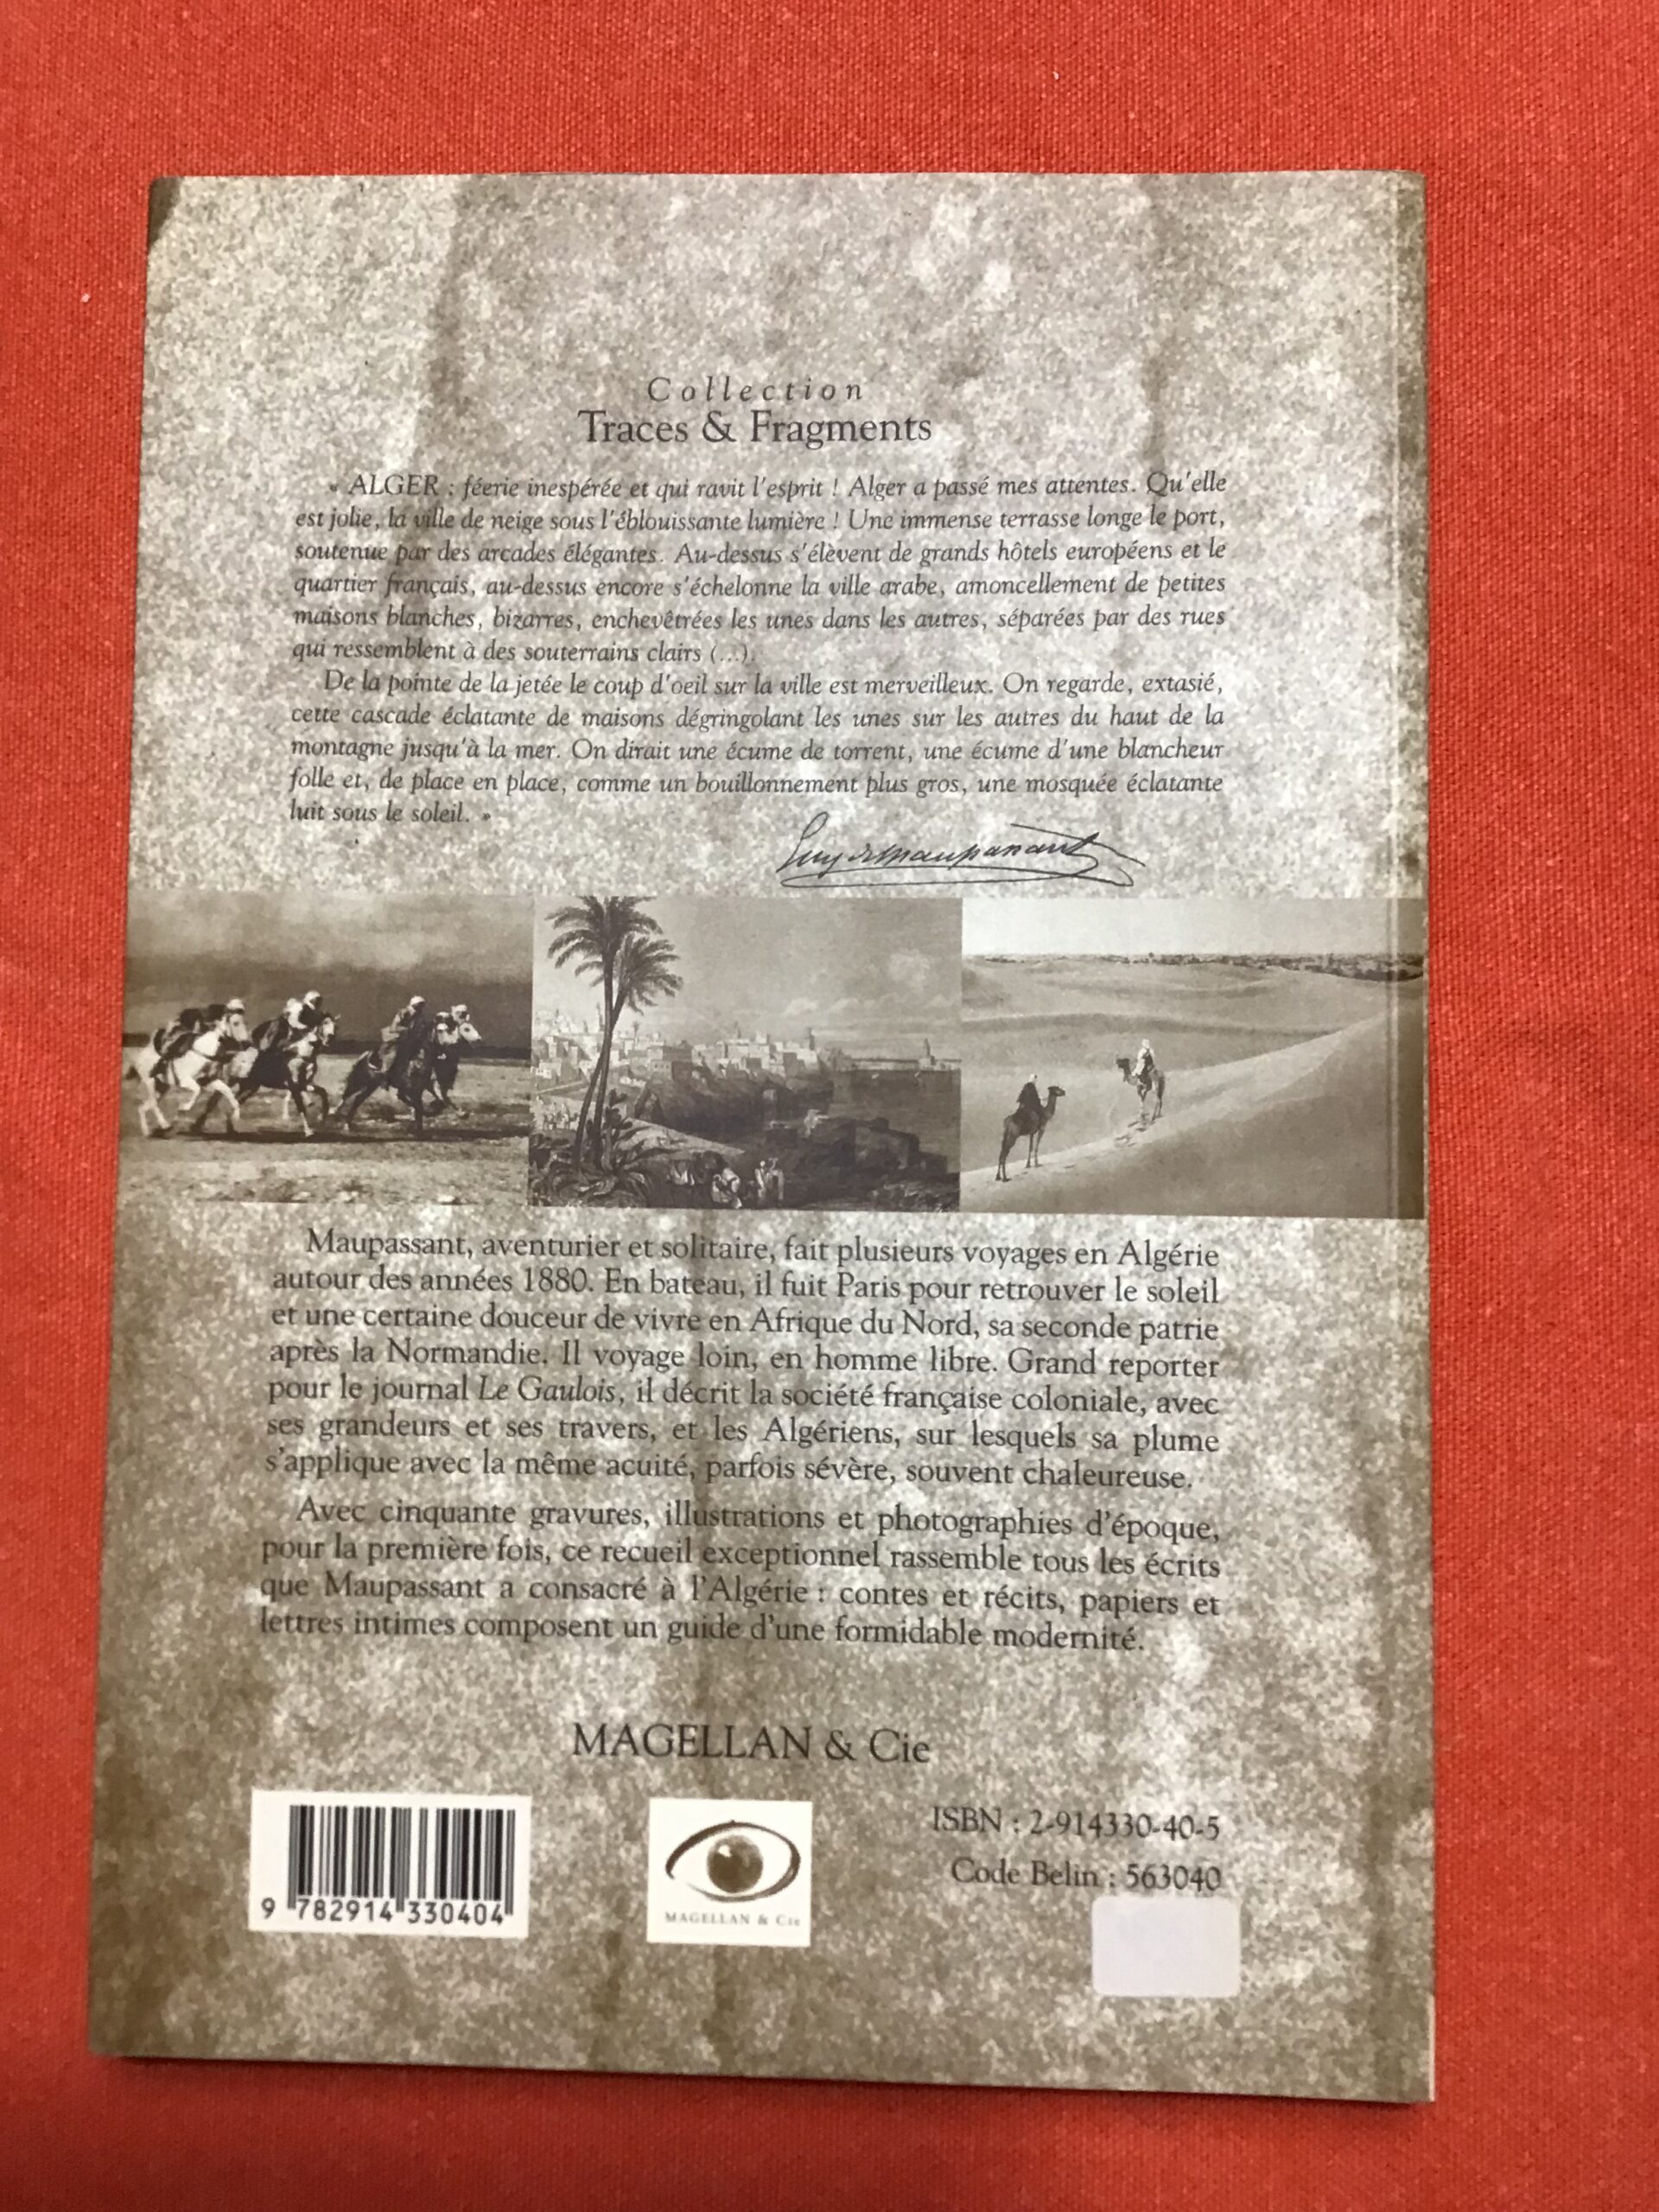 Collection
Traces & Fragments
« ALGER : féerie inespérée et qui ravit l'esprit ! Alger a passé mes attentes. Qu'elle
est jolie, la ville de neige sous l'éblouissante lumière ! Une immense terrasse longe le port,
soutenue par des arcades élégantes. Au-dessus s'élèvent de grands hôtels européens et le
quartier français, au-dessus encore s'échelonne la ville arabe, amoncellement de petites
maisons blanches, bizarres, enchevêtrées les unes dans les autres, séparées par des rues
qui ressemblent à des souterrains clairs (...).
De la pointe de la jetée le coup d'oeil sur la ville est merveilleux. On regarde, extasié,
cette cascade éclatante de maisons dégringolant les unes sur les autres du haut de la
montagne jusqu'à la mer. On dirait une écume de torrent, une écume d'une blancheur
folle et, de place en place, comme un bouillonnement plus gros, une mosquée éclatante
luit sous le soleil. »
Guy de Maupassant
Maupassant, aventurier et solitaire, fait plusieurs voyages en Algérie
autour des années 1880. En bateau, il fuit Paris pour retrouver le soleil
et une certaine douceur de vivre en Afrique du Nord, sa seconde patrie
après la Normandie. Il voyage loin, en homme libre. Grand reporter
pour le journal Le Gaulois, il décrit la société française coloniale, avec
ses grandeurs et ses travers, et les Algériens, sur lesquels sa plume
s'applique avec la même acuité, parfois sévère, souvent chaleureuse.
Avec cinquante gravures, illustrations et photographies d'époque,
pour la première fois, ce recueil exceptionnel rassemble tous les écrits
que Maupassant a consacré à l'Algérie : contes et récits, papiers et
lettres intimes composent un guide d'une formidable modernité.
MAGELLAN & Cie
9 782914 330404
MAGELLAN & Cie
ISBN : 2-914330-40-5
Code Belin : 563040